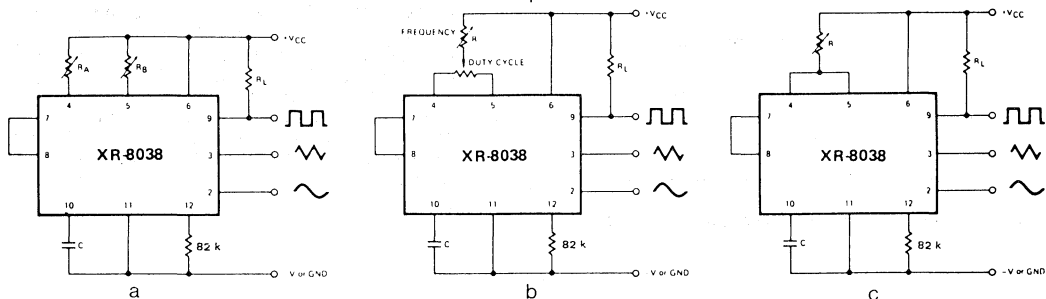 +VCC
RA
RB
RL
4
5
6
7
9
8
XR-8038
3
2
10
11
12
C
82 k
-V or GND
a
+VCC
FREQUENCY
R
DUTY CYCLE
RL
4
5
6
7
9
8
XR-8038
3
2
10
11
12
C
82 k
-V or GND
b
+VCC
R
RL
4
5
6
7
9
8
XR-8038
3
2
10
11
12
C
82 k
-V or GND
c